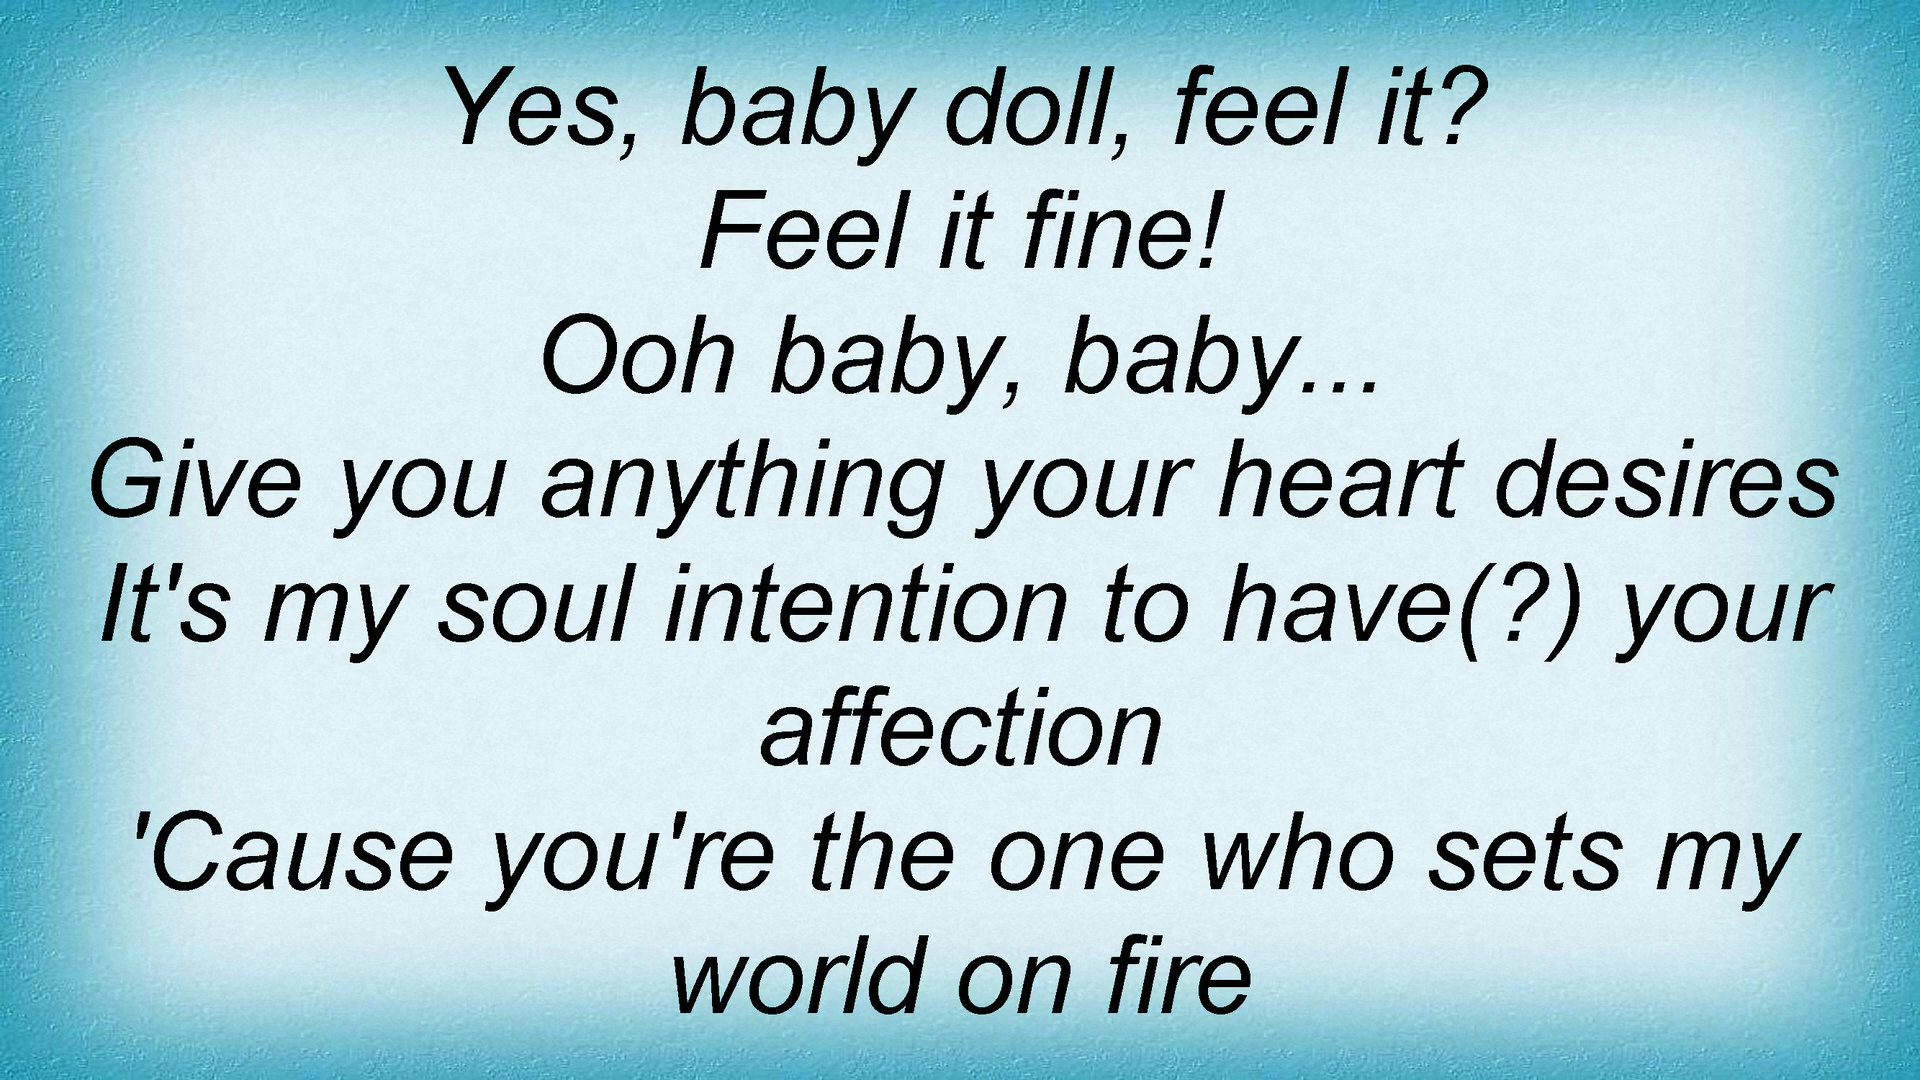 Yes, baby doll, feel it?
Feel it fine!
Ooh baby, baby...
Give you anything your heart desires
It's my soul intention to have(?) your
affection
'Cause you're the one who sets my
world on fire